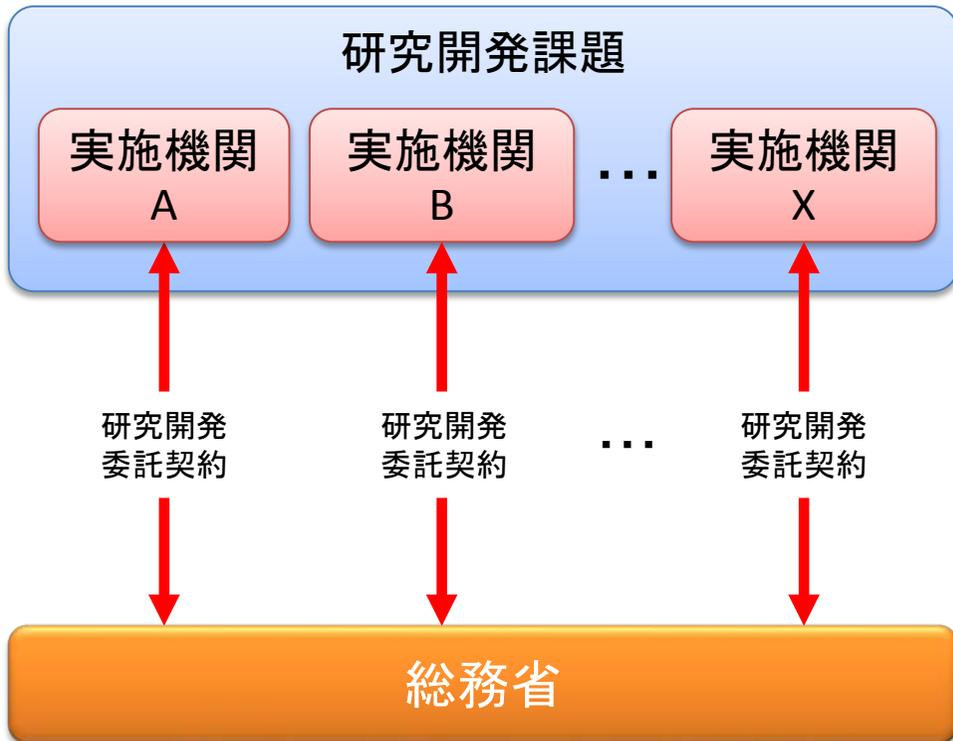 研究開発課題
実施機関
A
実施機関
B
…
実施機関
X
研究開発
委託契約
研究開発
委託契約
…
研究開発
委託契約
総務省